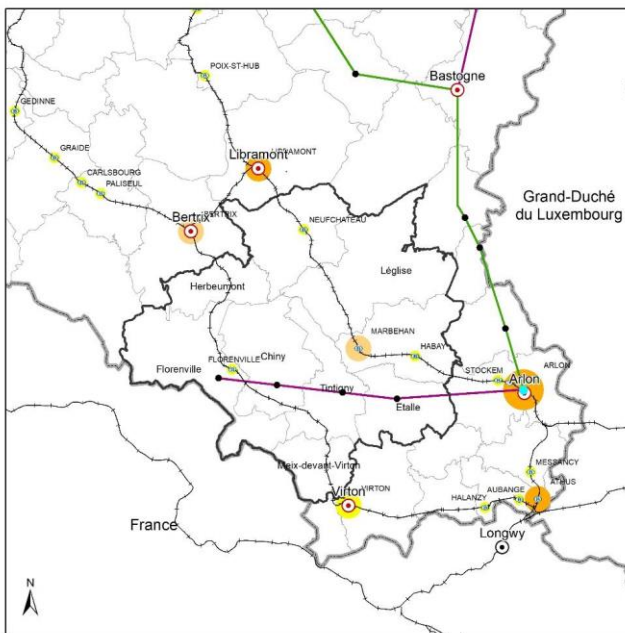 POIX-ST-HUB
Bastogne
GEDINNE
GRAIDE
Libramont
LIBRAMONT
CARLSBOURG
PALISEUL
Grand-Duché
du Luxembourg
Bertrix
BERTRIX
NEUFCHATEAU
Léglise
Herbeumont
MARBEHAN
HABAY
FLORENVILLE
Chiny
STOCKEM
ARLON
Florenville
Arlon
Tintigny
Etalle
Meix-devant-Virton
MESSANCY
Virton
VIRTON
HALANZY
AUBANGE
ATHUS
France
Longwy
N